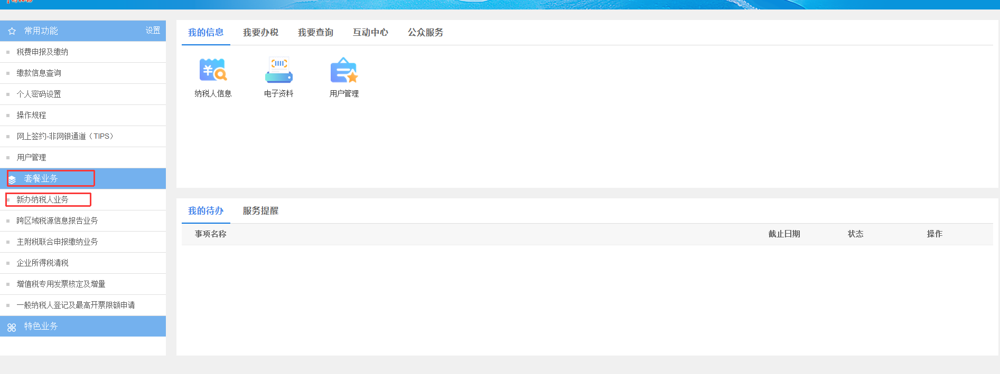 常用功能 设置
税费申报及缴纳
缴款信息查询
个人密码设置
操作规程
网上签约-非网银通道（TIPS）
用户管理
套餐业务
新办纳税人业务
跨区域税源信息报告业务
主附税联合申报缴纳业务
企业所得税清税
增值税专用发票核定及增量
一般纳税人登记及最高开票限额申请
特色业务
我的信息 我要办税 我要查询 互动中心 公众服务
纳税人信息 电子资料 用户管理
我的待办 服务提醒
事项名称 截止日期 状态 操作